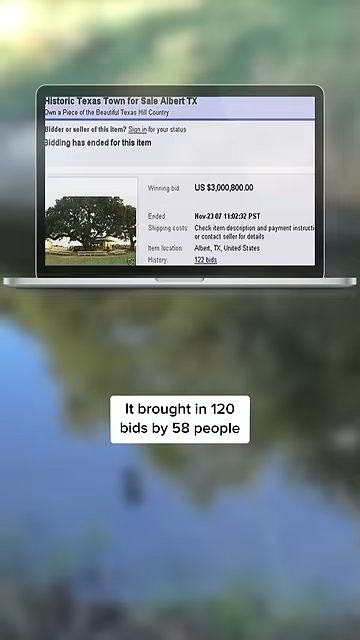 Historic Texas Town for Sale Albert TX
Own a Piece of the Beautiful Texas Hill Country
Bidder or seller of this item? Sign in for your status
Bidding has ended for this item
Winning bid: US $3,000,800.00
Ended: Nov-23-07 11:02:32 PST
Shipping costs: Check item description and payment instructi
or contact seller for details
Item location: Albert, TX, United States
History: 122 bids
It brought in 120
bids by 58 people